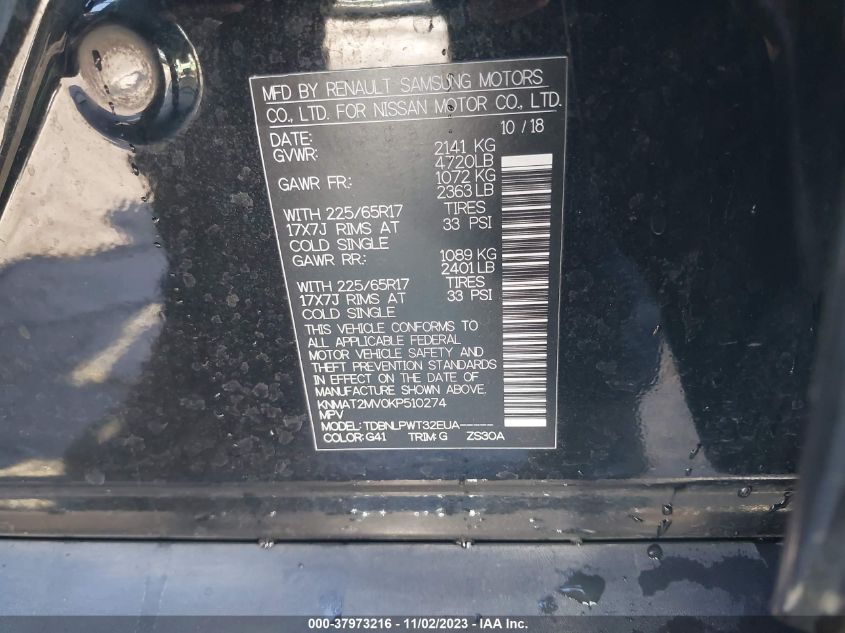 MFD BY RENAULT SAMSUNG MOTORS
CO., LTD. FOR NISSAN MOTOR CO., LTD.
DATE: 10 / 18
GVWR: 2141 KG
4720LB
GAWR FR.: 1072 KG
2363 LB
WITH 225/65R17 TIRES
17X7J RIMS AT 33 PSI
COLD SINGLE
GAWR RR.: 1089 KG
2401 LB
WITH 225/65R17 TIRES
17X7J RIMS AT 33 PSI
COLD SINGLE
THIS VEHICLE CONFORMS TO
ALL APPLICABLE FEDERAL
MOTOR VEHICLE SAFETY AND
THEFT PREVENTION STANDARDS
IN EFFECT ON THE DATE OF
MANUFACTURE SHOWN ABOVE.
KNMAT2MV0KP510274
MPV
MODEL: TDBNLPWT32EUA-----
COLOR: G41 TRIM: G ZS30A
000-37973216 - 11/02/2023 - IAA Inc.